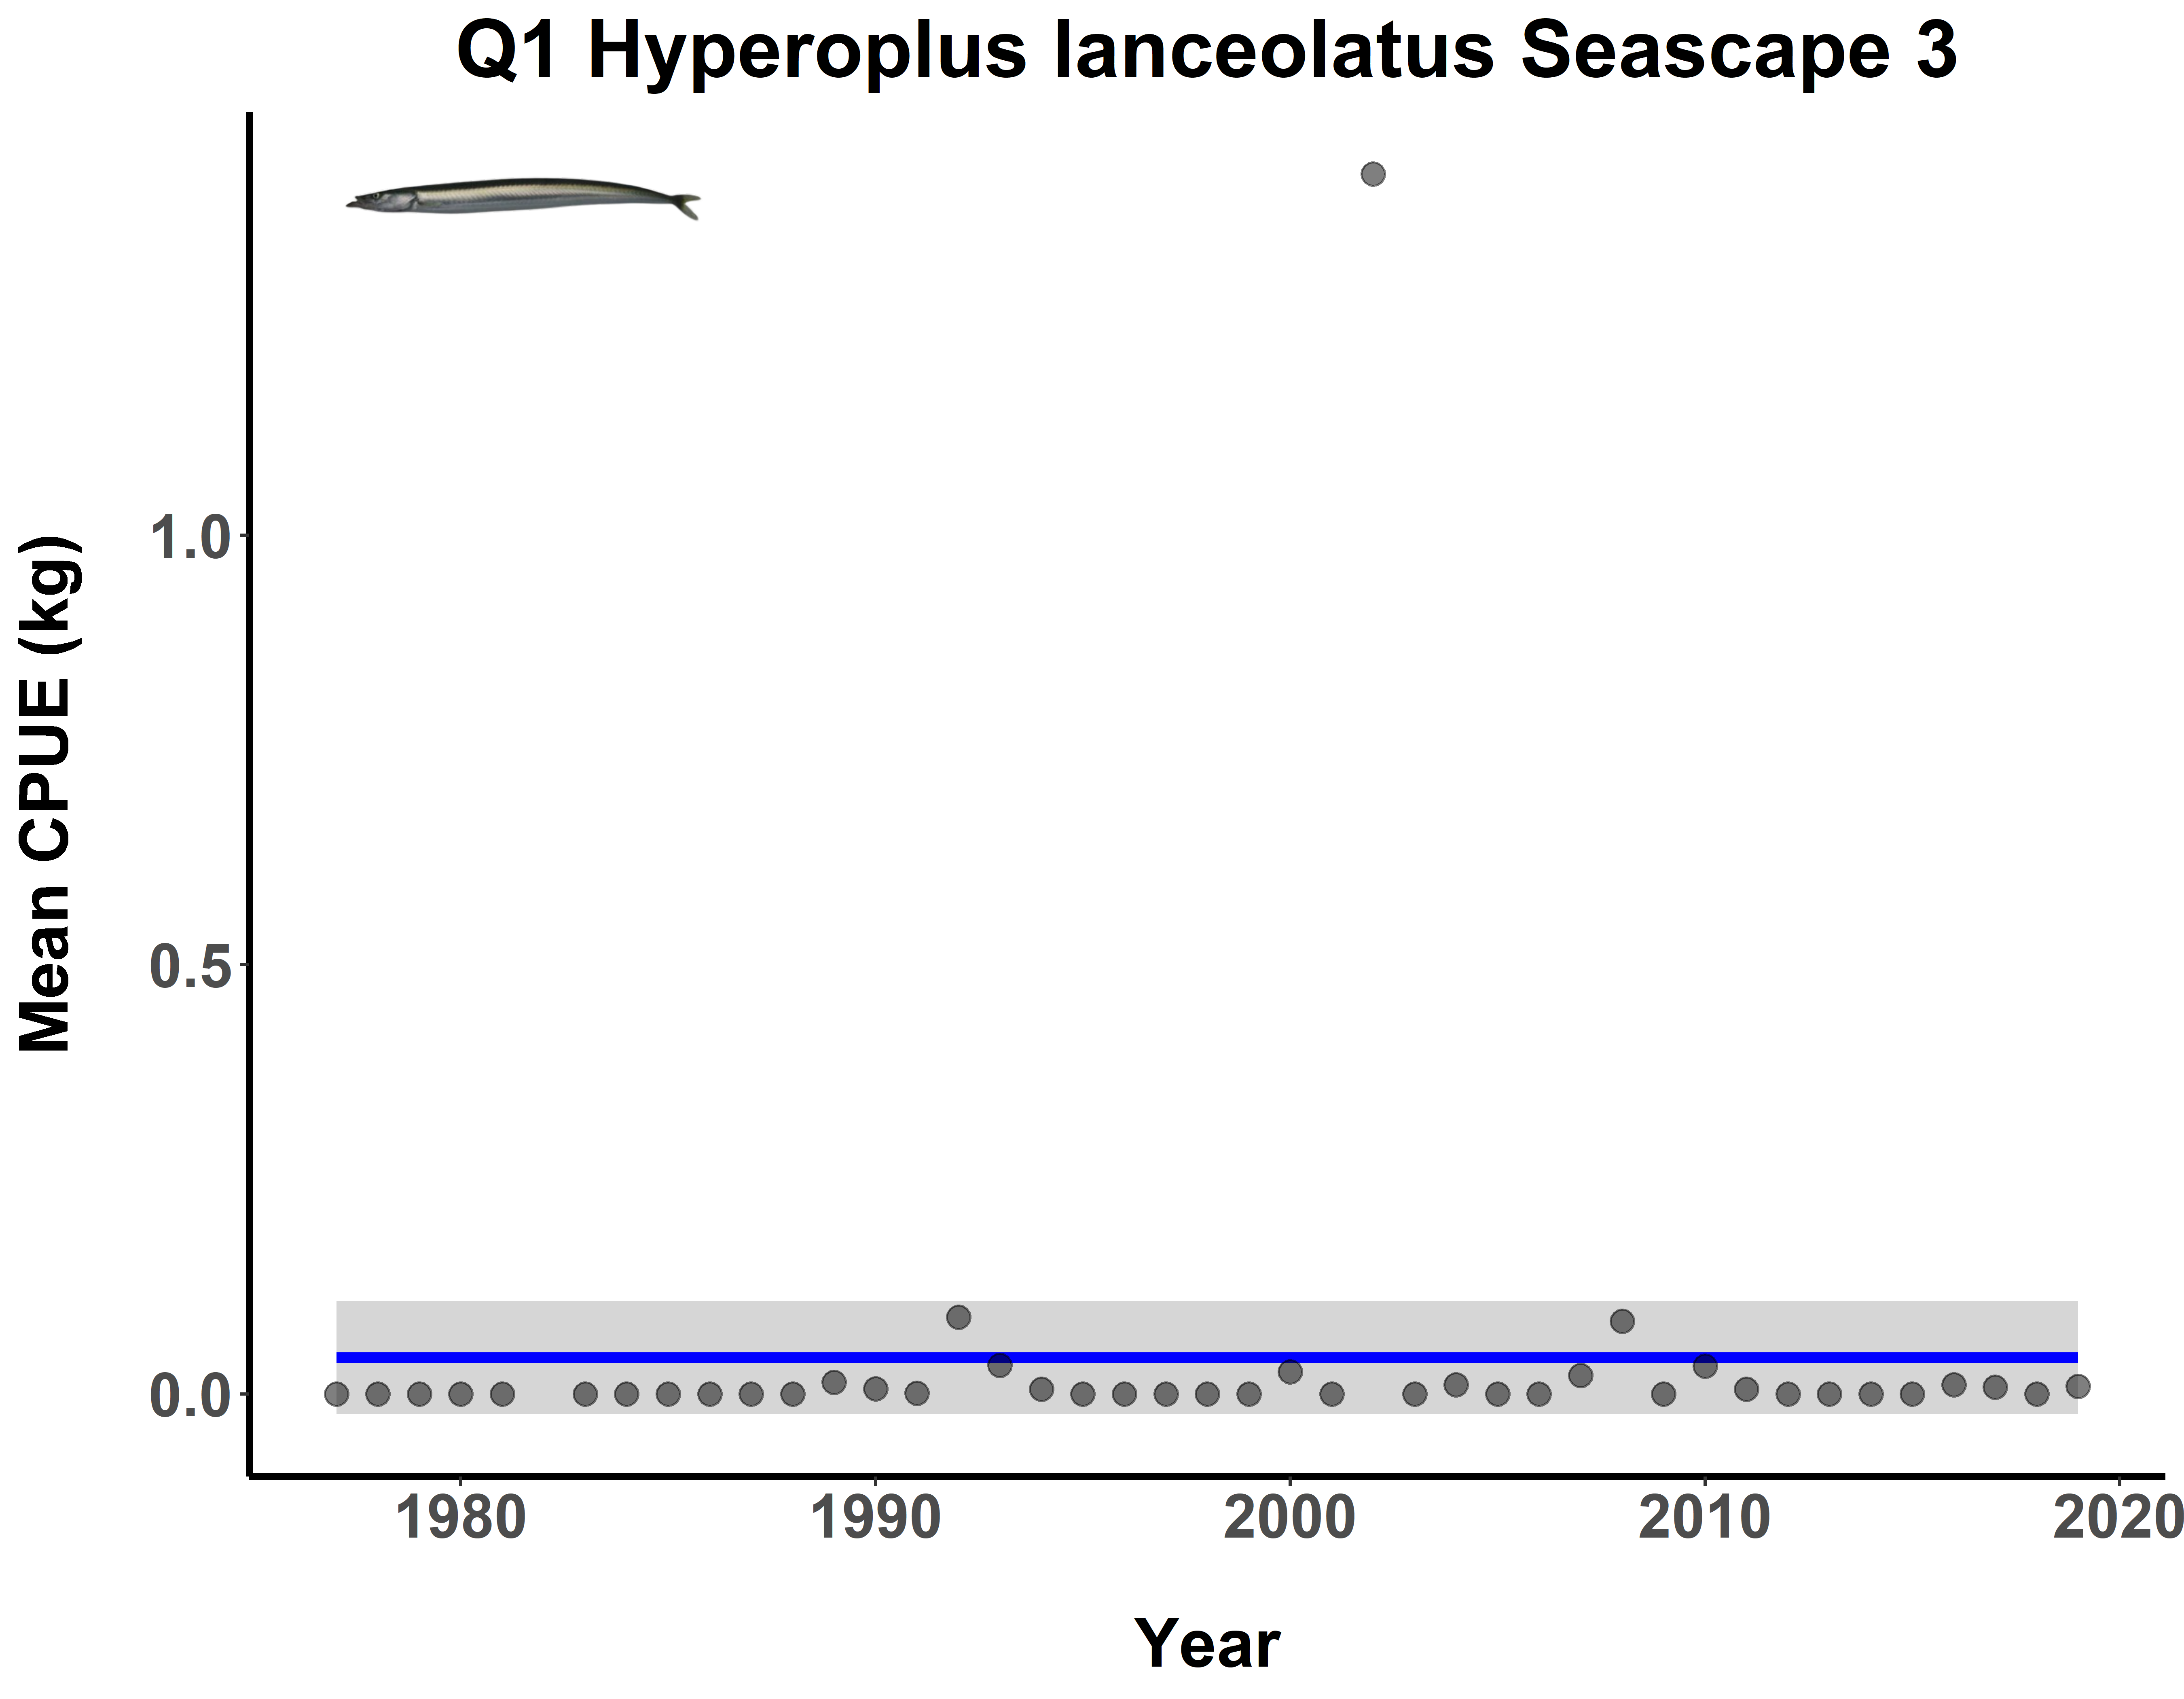 Q1 Hyperoplus lanceolatus Seascape 3
Mean CPUE (kg)
1.0
0.5
0.0
1980 1990 2000 2010 2020
Year